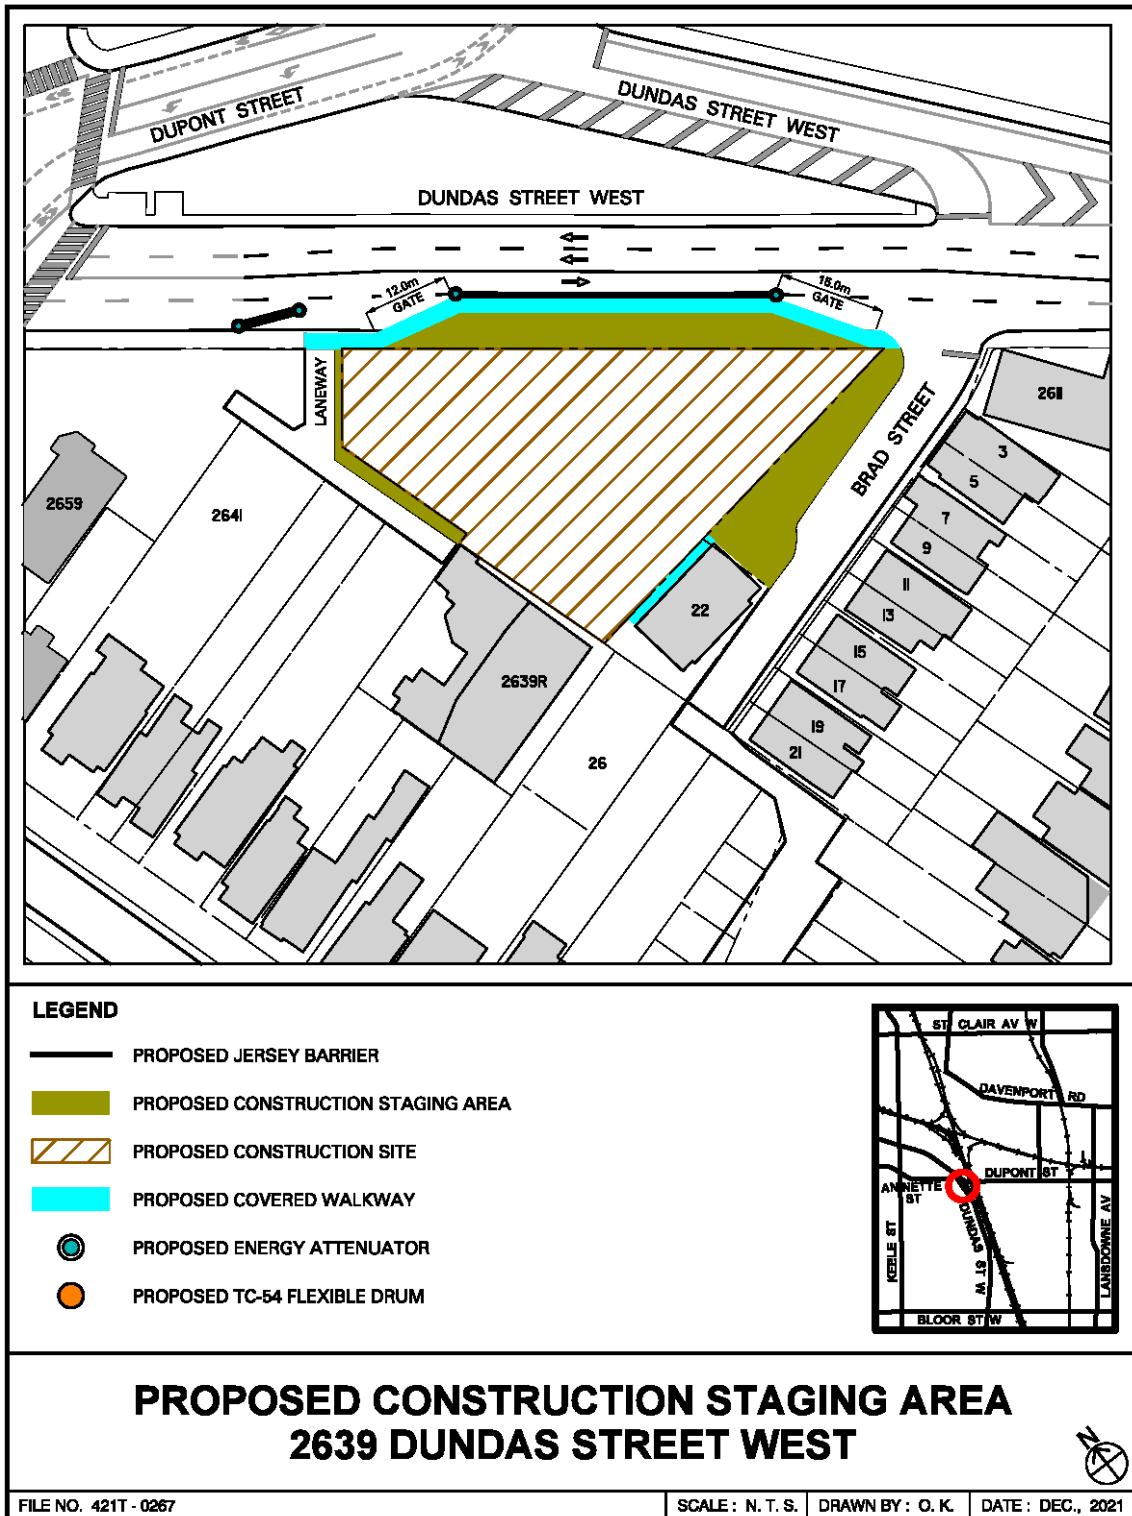 DUPONT STREET
DUNDAS STREET WEST
DUNDAS STREET WEST
12.0m
GATE
15.0m
GATE
LANEWAY
BRAD STREET
2611
3
5
7
9
11
13
15
17
19
21
2659
2641
22
2639R
26
LEGEND
PROPOSED JERSEY BARRIER
PROPOSED CONSTRUCTION STAGING AREA
PROPOSED CONSTRUCTION SITE
PROPOSED COVERED WALKWAY
PROPOSED ENERGY ATTENUATOR
PROPOSED TC-54 FLEXIBLE DRUM
ST CLAIR AV W
DAVENPORT RD
DUPONT ST
ANNETTE
ST
KEELE ST
DUNDAS ST W
LANSDOWNE AV
BLOOR ST W
PROPOSED CONSTRUCTION STAGING AREA
2639 DUNDAS STREET WEST
N
FILE NO. 421T - 0267
SCALE : N. T. S.
DRAWN BY : O. K.
DATE : DEC., 2021